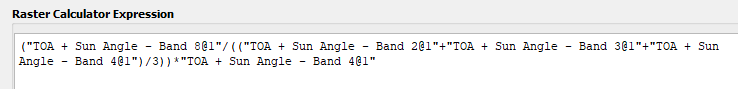 Raster Calculator Expression
("TOA + Sun Angle - Band 8@1"/(("TOA + Sun Angle - Band 2@1"+"TOA + Sun Angle - Band 3@1"+"TOA + Sun
Angle - Band 4@1")/3))*"TOA + Sun Angle - Band 4@1"